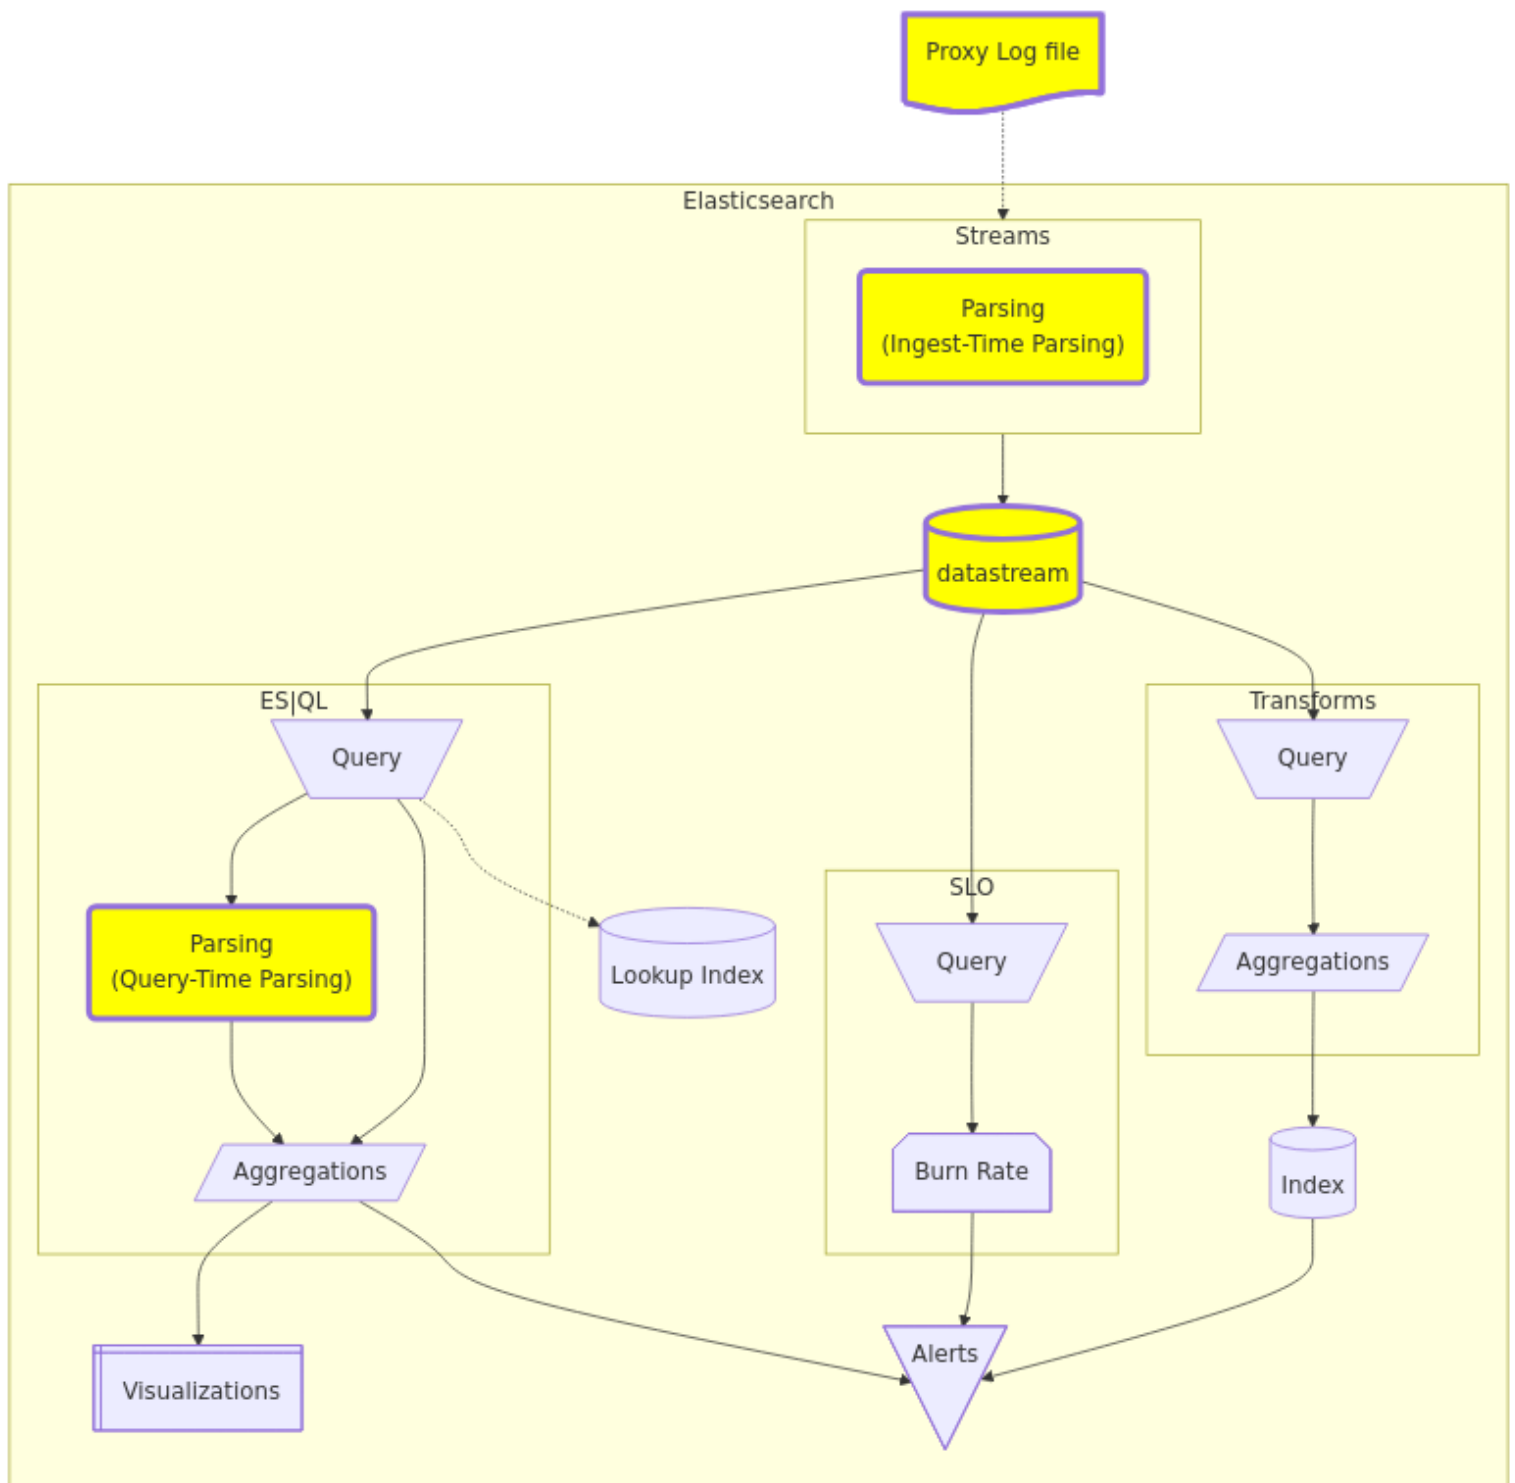 Proxy Log file
Elasticsearch
Streams
Parsing
(Ingest-Time Parsing)
datastream
ES|QL
Transforms
Query
Query
SLO
Parsing
(Query-Time Parsing)
Lookup Index
Query
Aggregations
Aggregations
Burn Rate
Index
Alerts
Visualizations